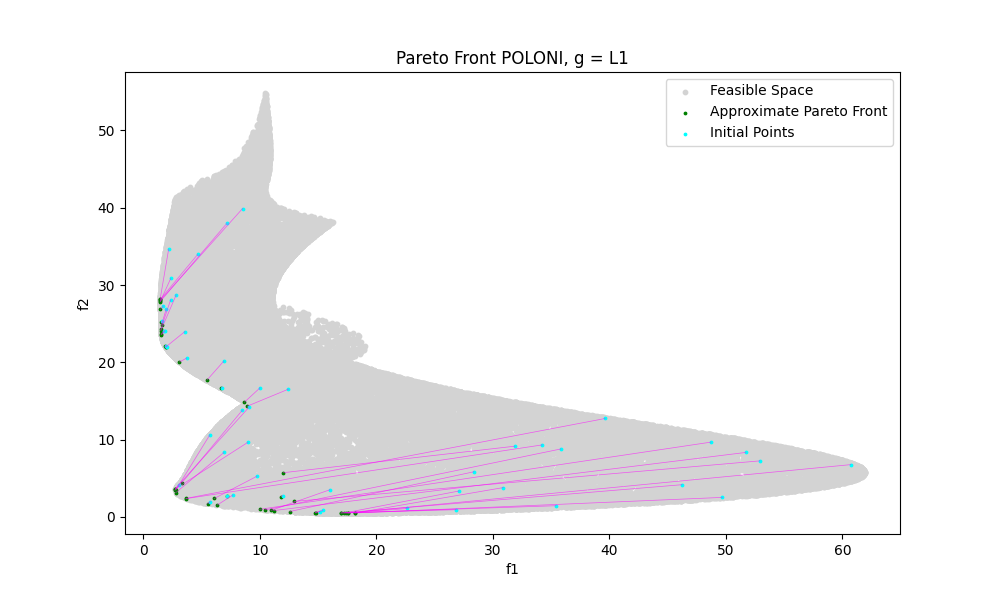 Pareto Front POLONI, g = L1
Feasible Space
Approximate Pareto Front
Initial Points
f2
50
40
30
20
10
0
0 10 20 30 40 50 60
f1